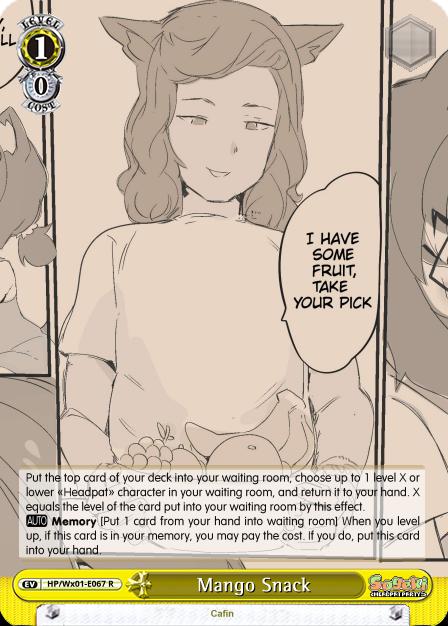 LL
LEVEL
1
0
COST
I HAVE
SOME
FRUIT,
TAKE
YOUR PICK
Put the top card of your deck into your waiting room, choose up to 1 level X or
lower «Headpat» character in your waiting room, and return it to your hand. X
equals the level of the card put into your waiting room by this effect.
AUTO Memory [Put 1 card from your hand into waiting room] When you level
up, if this card is in your memory, you may pay the cost. If you do, put this card
into your hand.
EV HP/Wx01-E067 R Mango Snack
HEADPAT PARTY
Cafin